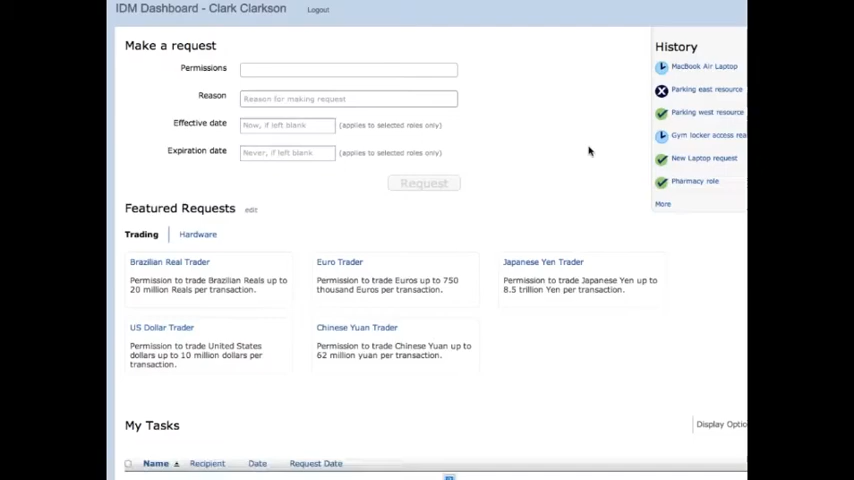 IDM Dashboard - Clark Clarkson
Logout
Make a request
Permissions
Reason
Reason for making request
Effective date
Now, if left blank
(applies to selected roles only)
Expiration date
Never, if left blank
(applies to selected roles only)
Request
History
MacBook Air Laptop
Parking east resource
Parking west resource
Gym locker access rea
New Laptop request
Pharmacy role
More
Featured Requests
edit
Trading
Hardware
Brazilian Real Trader
Permission to trade Brazilian Reals up to
20 million Reals per transaction.
Euro Trader
Permission to trade Euros up to 750
thousand Euros per transaction.
Japanese Yen Trader
Permission to trade Japanese Yen up to
8.5 trillion Yen per transaction.
US Dollar Trader
Permission to trade United States
dollars up to 10 million dollars per
transaction.
Chinese Yuan Trader
Permission to trade Chinese Yuan up to
62 million yuan per transaction.
My Tasks
Display Optio
Name
Recipient
Date
Request Date